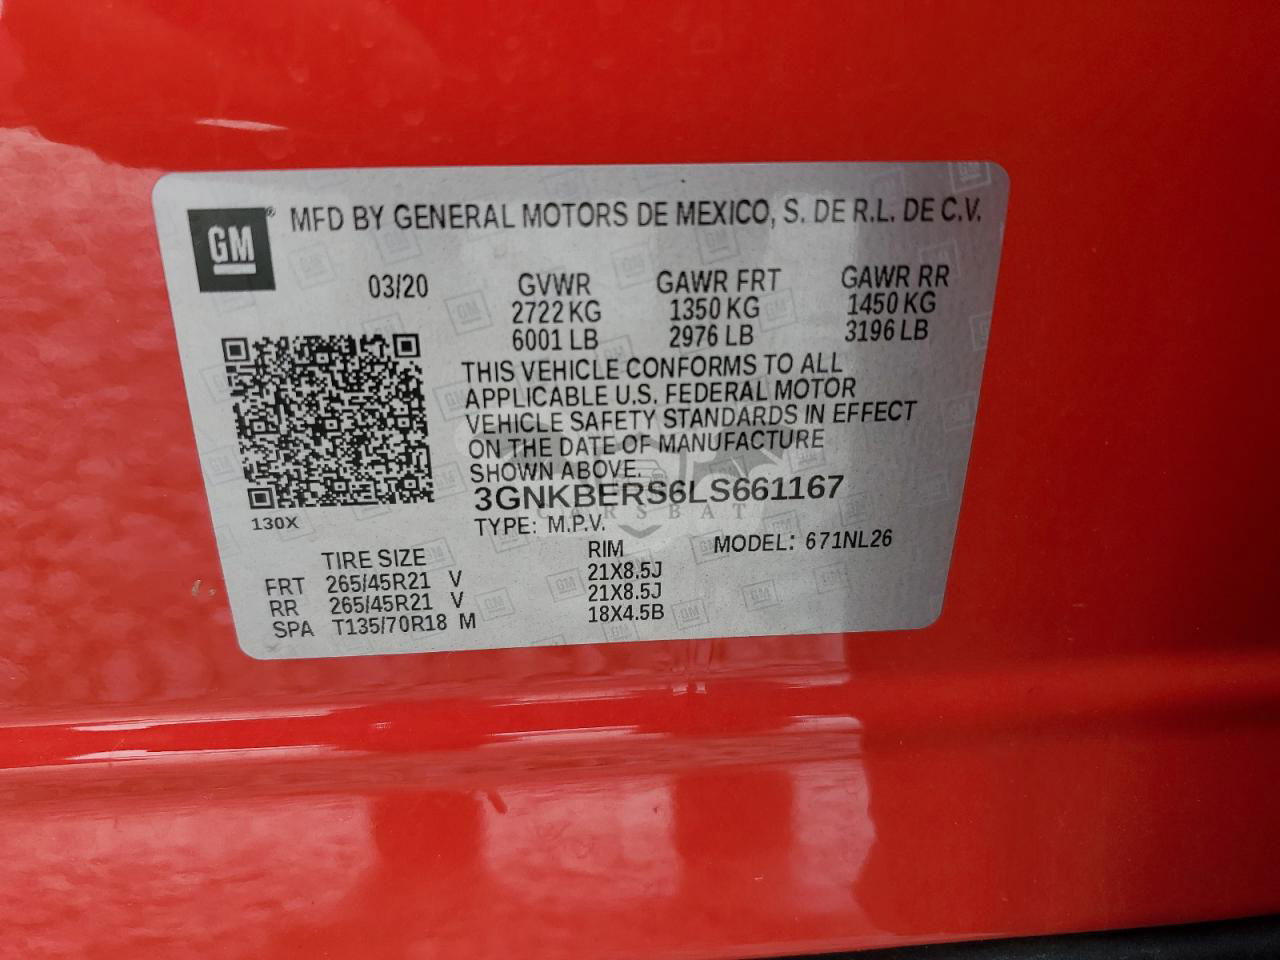 GM® MFD BY GENERAL MOTORS DE MEXICO, S. DE R.L. DE C.V.
03/20 GVWR GAWR FRT GAWR RR
2722 KG 1350 KG 1450 KG
6001 LB 2976 LB 3196 LB
THIS VEHICLE CONFORMS TO ALL
APPLICABLE U.S. FEDERAL MOTOR
VEHICLE SAFETY STANDARDS IN EFFECT
ON THE DATE OF MANUFACTURE
SHOWN ABOVE.
3GNKBERS6LS661167
CARSBAT
130X
TYPE: M.P.V. MODEL: 671NL26
TIRE SIZE RIM
FRT 265/45R21 V 21X8.5J
RR 265/45R21 V 21X8.5J
SPA T135/70R18 M 18X4.5B